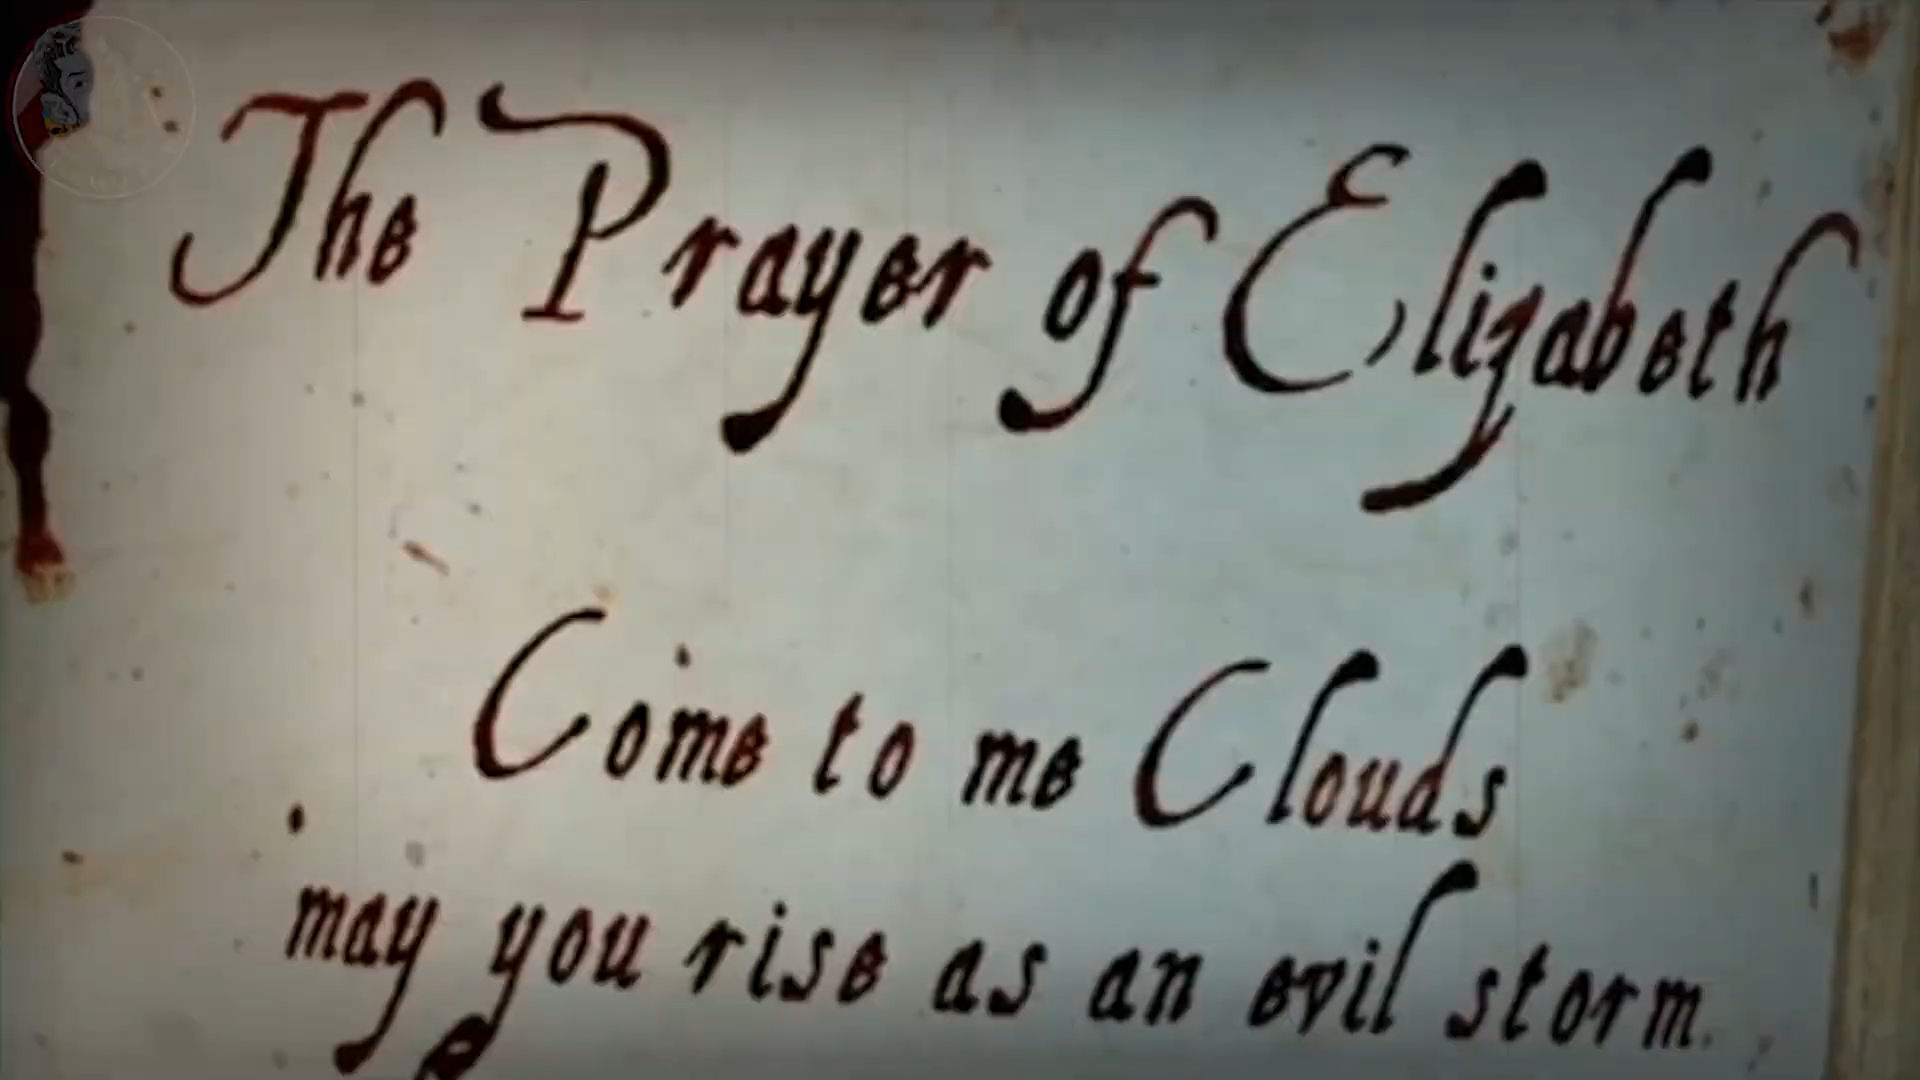 The Prayer of Elizabeth
Come to me Clouds
may you rise as an evil storm.